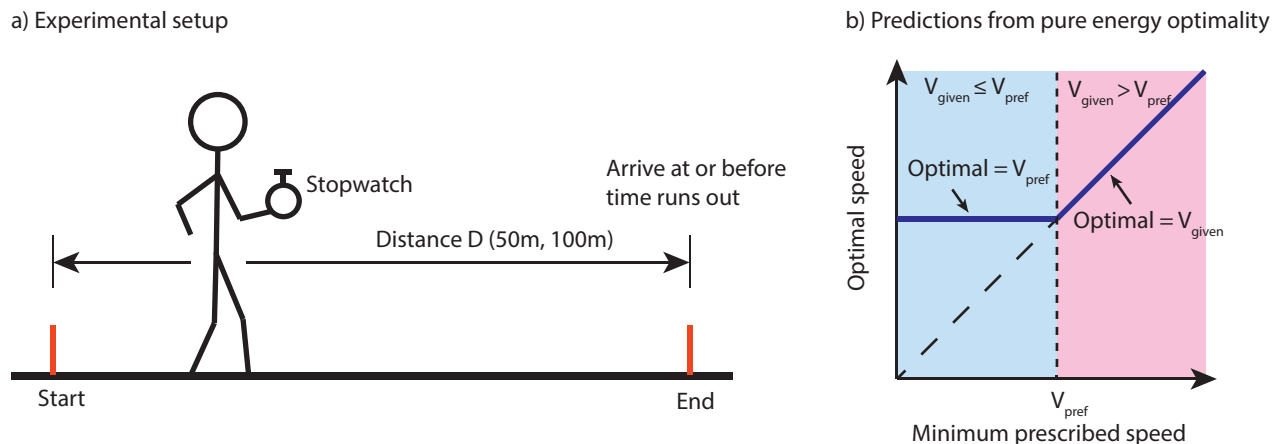 a) Experimental setup
Stopwatch
Arrive at or before
time runs out
Distance D (50m, 100m)
Start
End
b) Predictions from pure energy optimality
V_given ≤ V_pref
V_given > V_pref
Optimal = V_pref
Optimal = V_given
Optimal speed
V_pref
Minimum prescribed speed